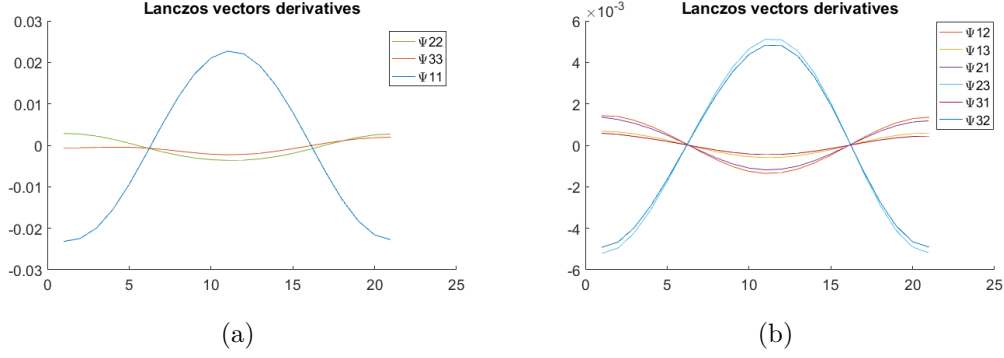 Lanczos vectors derivatives
0.03
0.02
0.01
0
-0.01
-0.02
-0.03
0
5
10
15
20
25
Ψ22
Ψ33
Ψ11
(a)
×10⁻³
Lanczos vectors derivatives
6
4
2
0
-2
-4
-6
0
5
10
15
20
25
Ψ12
Ψ13
Ψ21
Ψ23
Ψ31
Ψ32
(b)